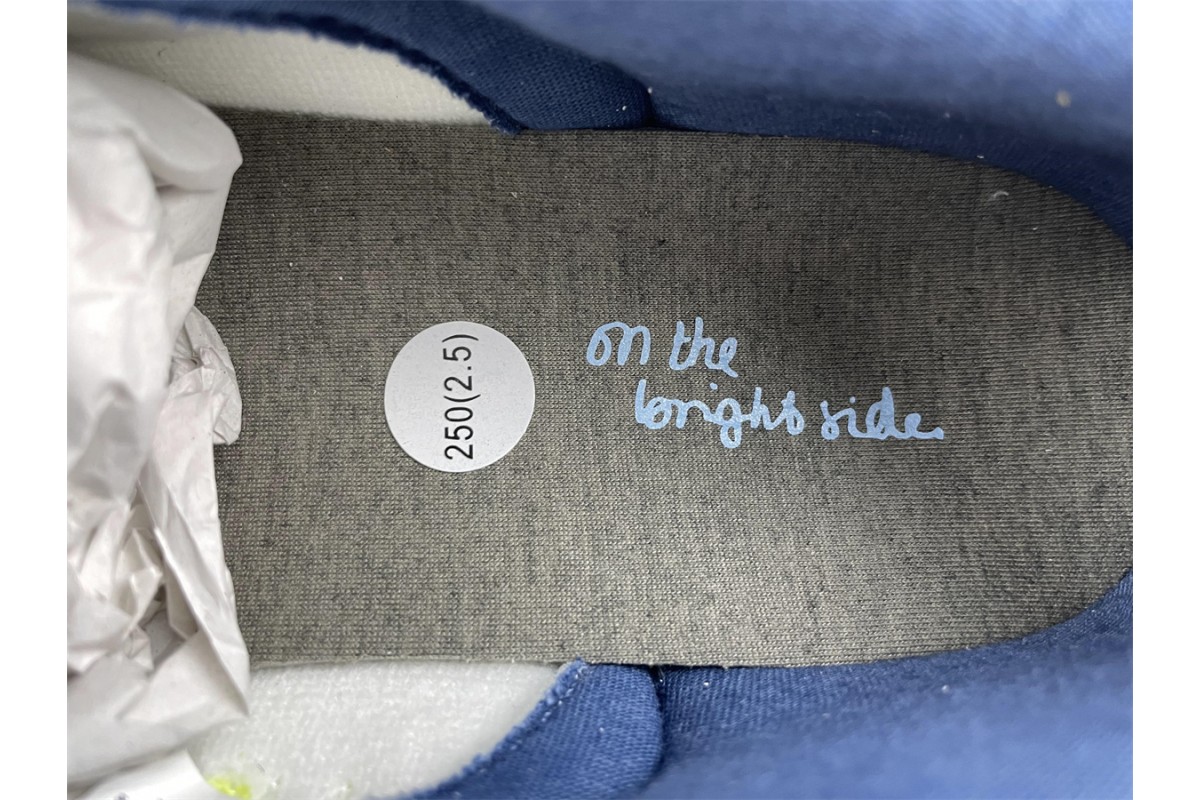 250(2.5)
on the
bright side.